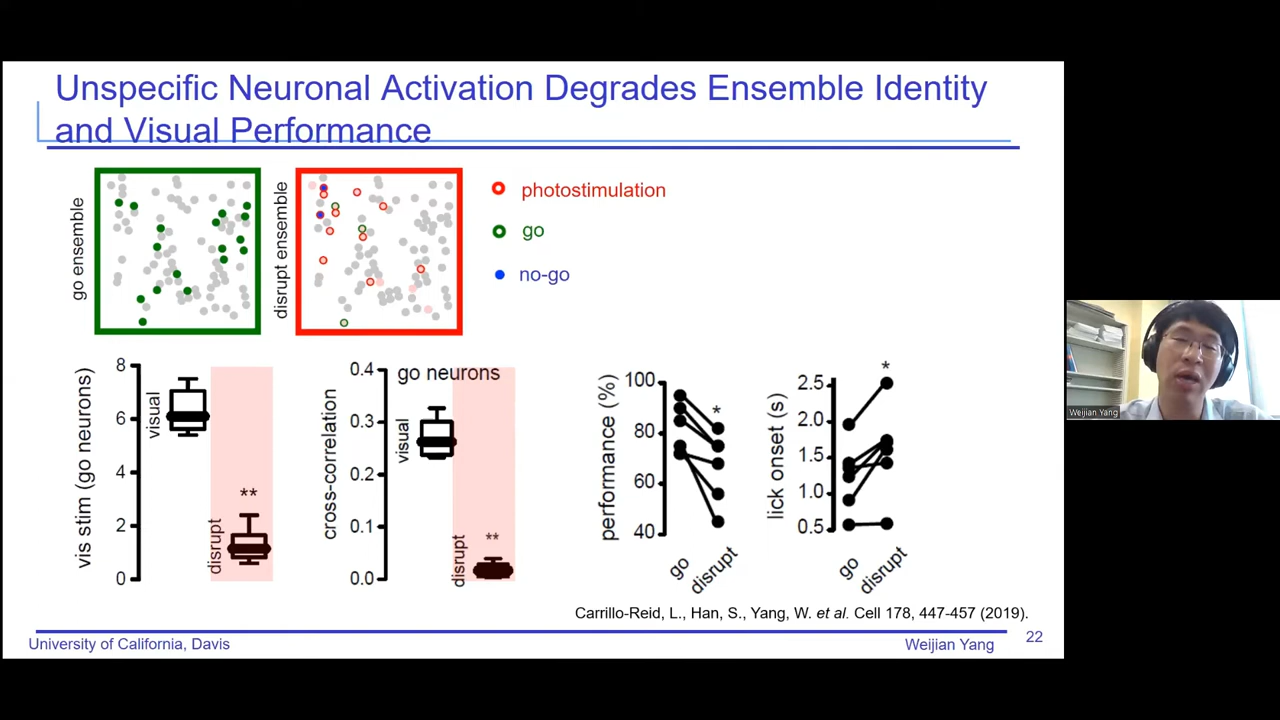 Unspecific Neuronal Activation Degrades Ensemble Identity
and Visual Performance
go ensemble
disrupt ensemble
photostimulation
go
no-go
vis stim (go neurons)
8
6
4
2
0
visual
disrupt
**
cross-correlation
0.4
0.3
0.2
0.1
0.0
go neurons
visual
disrupt
**
performance (%)
100
80
60
40
*
go
disrupt
lick onset (s)
2.5
2.0
1.5
1.0
0.5
*
go
disrupt
Carrillo-Reid, L., Han, S., Yang, W. et al. Cell 178, 447-457 (2019).
University of California, Davis
Weijian Yang
22
Weijian Yang